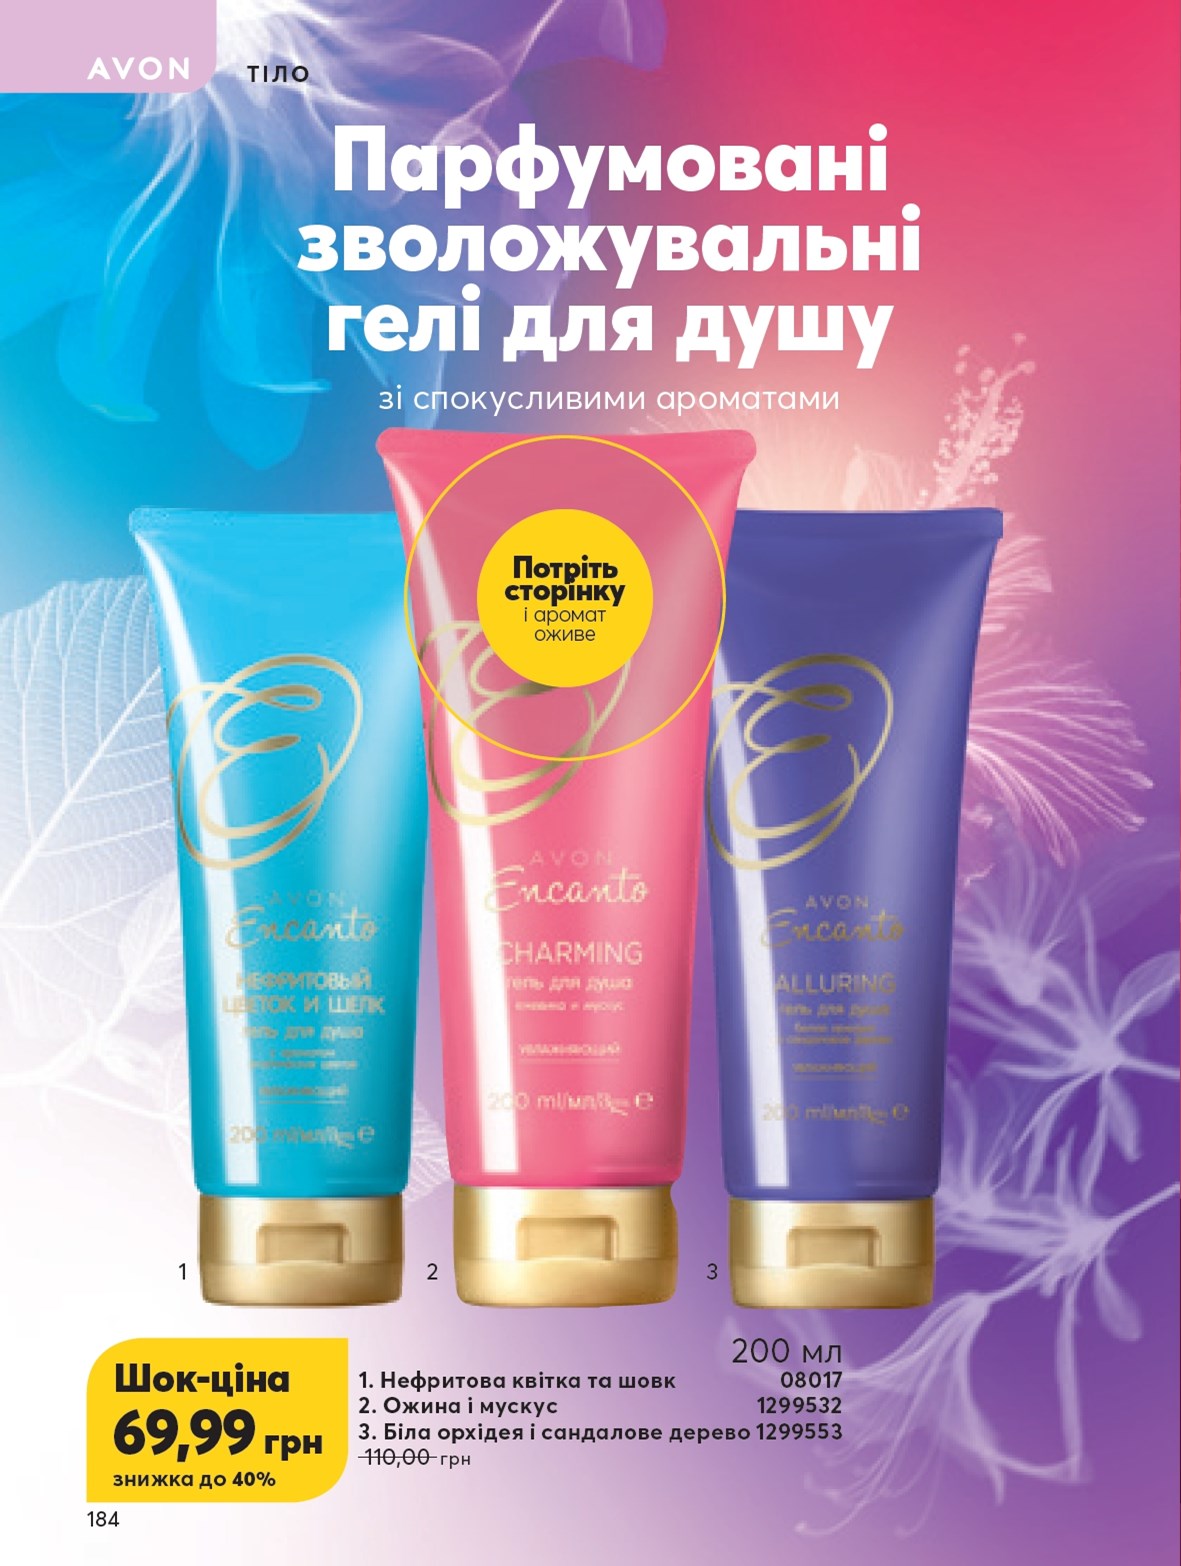 AVON
ТІЛО
Парфумовані
зволожувальні
гелі для душу
зі спокусливими ароматами
Потріть
сторінку
і аромат
оживе
AVON
Encanto
НЕФРИТОВЫЙ
ЦВЕТОК И ШЕЛК
гель для душа
200 ml/мл/
AVON
Encanto
CHARMING
гель для душа
ежевика и мускус
УВЛАЖНЯЮЩИЙ
200 ml/мл/
AVON
Encanto
ALLURING
гель для душа
УВЛАЖНЯЮЩИЙ
200 ml/мл/
1
2
3
200 мл
1. Нефритова квітка та шовк 08017
2. Ожина і мускус 1299532
3. Біла орхідея і сандалове дерево 1299553
110,00 грн
Шок-ціна
69,99 грн
знижка до 40%
184